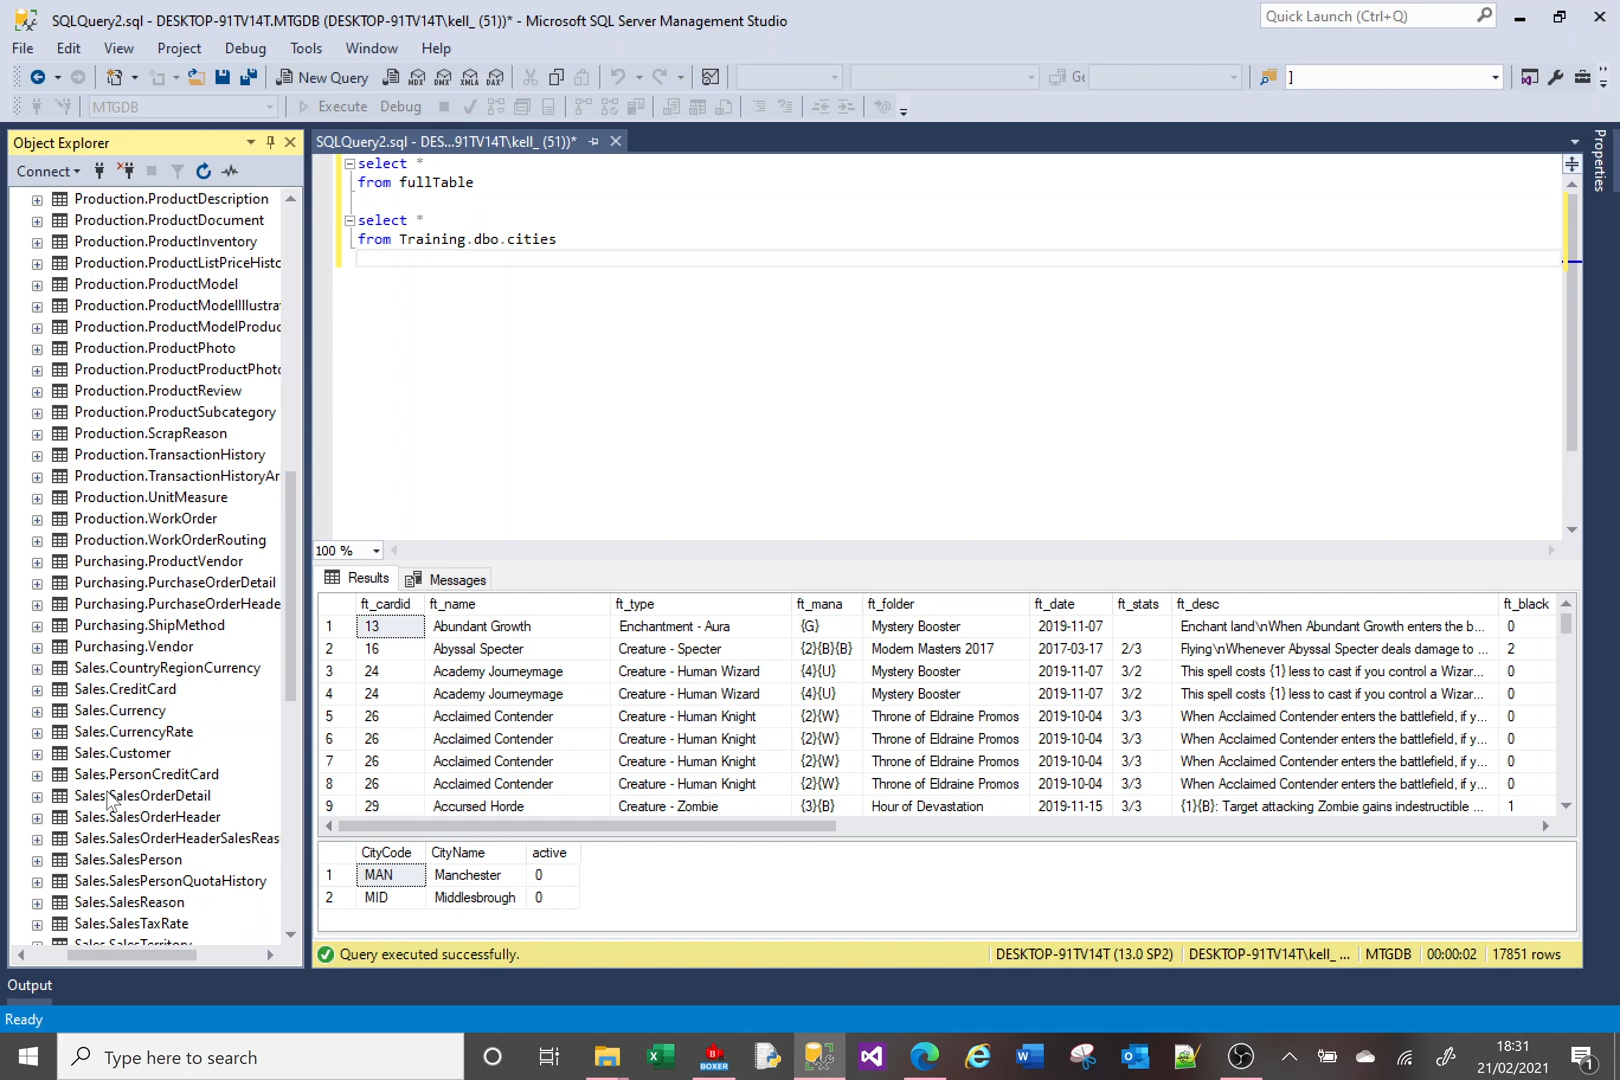 SQLQuery2.sql - DESKTOP-91TV14T.MTGDB (DESKTOP-91TV14T\kell_ (51))* - Microsoft SQL Server Management Studio
Quick Launch (Ctrl+Q)
File Edit View Project Debug Tools Window Help
New Query MDX DMX XMLA DAX Ge ]
MTGDB Execute Debug
Object Explorer
SQLQuery2.sql - DES...91TV14T\kell_ (51))*
Properties
Connect
Production.ProductDescription
Production.ProductDocument
Production.ProductInventory
Production.ProductListPriceHisto
Production.ProductModel
Production.ProductModelIllustra
Production.ProductModelProduc
Production.ProductPhoto
Production.ProductProductPhoto
Production.ProductReview
Production.ProductSubcategory
Production.ScrapReason
Production.TransactionHistory
Production.TransactionHistoryAr
Production.UnitMeasure
Production.WorkOrder
Production.WorkOrderRouting
Purchasing.ProductVendor
Purchasing.PurchaseOrderDetail
Purchasing.PurchaseOrderHeade
Purchasing.ShipMethod
Purchasing.Vendor
Sales.CountryRegionCurrency
Sales.CreditCard
Sales.Currency
Sales.CurrencyRate
Sales.Customer
Sales.PersonCreditCard
Sales.SalesOrderDetail
Sales.SalesOrderHeader
Sales.SalesOrderHeaderSalesReas
Sales.SalesPerson
Sales.SalesPersonQuotaHistory
Sales.SalesReason
Sales.SalesTaxRate
Sales.SalesTerritory
select *
from fullTable
select *
from Training.dbo.cities
100 %
Results Messages
ft_cardid ft_name ft_type ft_mana ft_folder ft_date ft_stats ft_desc ft_black
1 13 Abundant Growth Enchantment - Aura {G} Mystery Booster 2019-11-07 Enchant land\nWhen Abundant Growth enters the b... 0
2 16 Abyssal Specter Creature - Specter {2}{B}{B} Modern Masters 2017 2017-03-17 2/3 Flying\nWhenever Abyssal Specter deals damage to ... 2
3 24 Academy Journeymage Creature - Human Wizard {4}{U} Mystery Booster 2019-11-07 3/2 This spell costs {1} less to cast if you control a Wizar... 0
4 24 Academy Journeymage Creature - Human Wizard {4}{U} Mystery Booster 2019-11-07 3/2 This spell costs {1} less to cast if you control a Wizar... 0
5 26 Acclaimed Contender Creature - Human Knight {2}{W} Throne of Eldraine Promos 2019-10-04 3/3 When Acclaimed Contender enters the battlefield, if y... 0
6 26 Acclaimed Contender Creature - Human Knight {2}{W} Throne of Eldraine Promos 2019-10-04 3/3 When Acclaimed Contender enters the battlefield, if y... 0
7 26 Acclaimed Contender Creature - Human Knight {2}{W} Throne of Eldraine Promos 2019-10-04 3/3 When Acclaimed Contender enters the battlefield, if y... 0
8 26 Acclaimed Contender Creature - Human Knight {2}{W} Throne of Eldraine Promos 2019-10-04 3/3 When Acclaimed Contender enters the battlefield, if y... 0
9 29 Accursed Horde Creature - Zombie {3}{B} Hour of Devastation 2019-11-15 3/3 {1}{B}: Target attacking Zombie gains indestructible ... 1
CityCode CityName active
1 MAN Manchester 0
2 MID Middlesbrough 0
Query executed successfully. DESKTOP-91TV14T (13.0 SP2) DESKTOP-91TV14T\kell_ ... MTGDB 00:00:02 17851 rows
Output
Ready
Type here to search
BOXER
18:31
21/02/2021
1